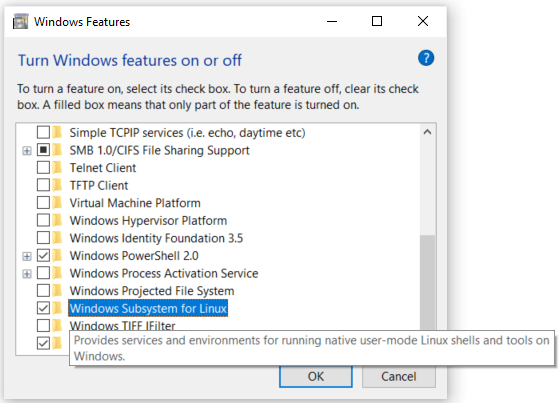 Windows Features
Turn Windows features on or off
To turn a feature on, select its check box. To turn a feature off, clear its check
box. A filled box means that only part of the feature is turned on.
Simple TCPIP services (i.e. echo, daytime etc)
SMB 1.0/CIFS File Sharing Support
Telnet Client
TFTP Client
Virtual Machine Platform
Windows Hypervisor Platform
Windows Identity Foundation 3.5
Windows PowerShell 2.0
Windows Process Activation Service
Windows Projected File System
Windows Subsystem for Linux
Windows TIFF IFilter
Provides services and environments for running native user-mode Linux shells and tools on
Windows.
OK Cancel